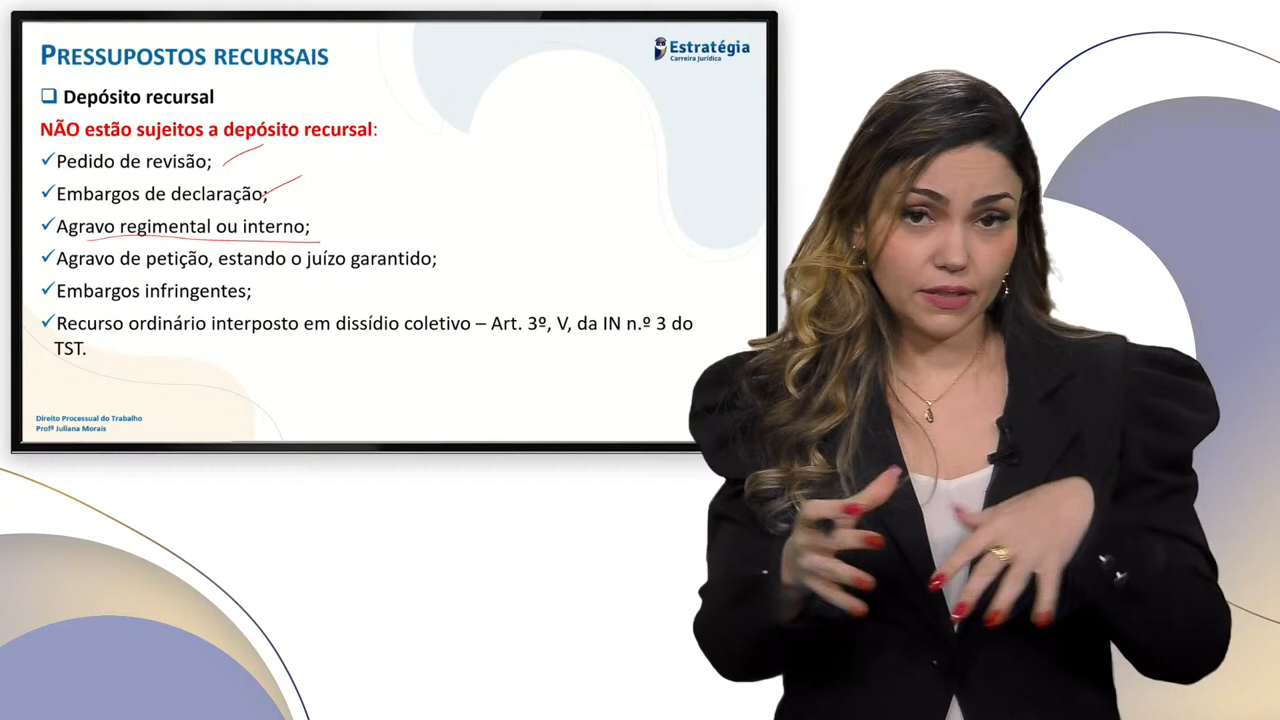 PRESSUPOSTOS RECURSAIS
Estratégia
Carreira Jurídica
Depósito recursal
NÃO estão sujeitos a depósito recursal:
Pedido de revisão;
Embargos de declaração;
Agravo regimental ou interno;
Agravo de petição, estando o juízo garantido;
Embargos infringentes;
Recurso ordinário interposto em dissídio coletivo – Art. 3º, V, da IN n.º 3 do
TST.
Direito Processual do Trabalho
Profª Juliana Morais